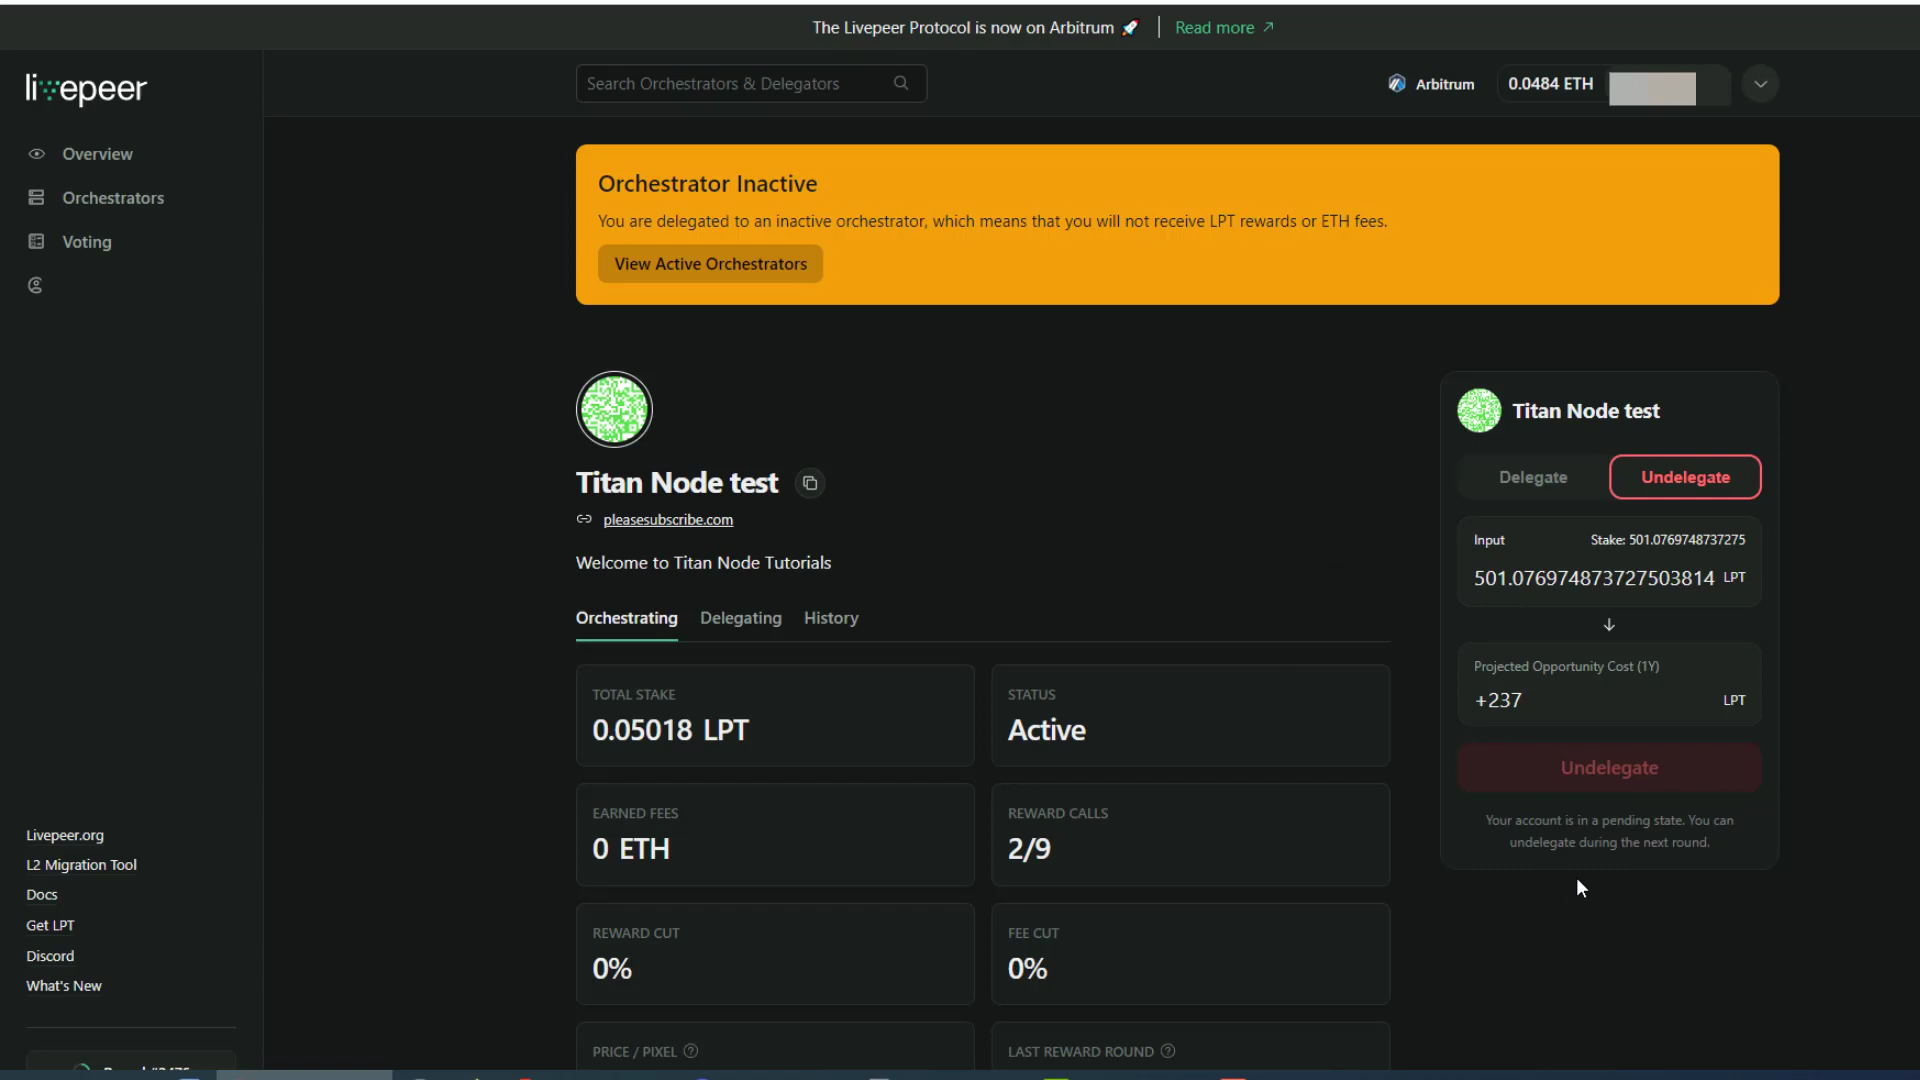 The Livepeer Protocol is now on Arbitrum 🚀 | Read more ↗
livepeer
Search Orchestrators & Delegators
Arbitrum
0.0484 ETH
Overview
Orchestrators
Voting
Orchestrator Inactive
You are delegated to an inactive orchestrator, which means that you will not receive LPT rewards or ETH fees.
View Active Orchestrators
Titan Node test
pleasesubscribe.com
Welcome to Titan Node Tutorials
Orchestrating Delegating History
TOTAL STAKE
0.05018 LPT
STATUS
Active
EARNED FEES
0 ETH
REWARD CALLS
2/9
REWARD CUT
0%
FEE CUT
0%
PRICE / PIXEL
LAST REWARD ROUND
Titan Node test
Delegate Undelegate
Input Stake: 501.0769748737275
501.076974873727503814 LPT
Projected Opportunity Cost (1Y)
+237 LPT
Undelegate
Your account is in a pending state. You can
undelegate during the next round.
Livepeer.org
L2 Migration Tool
Docs
Get LPT
Discord
What's New